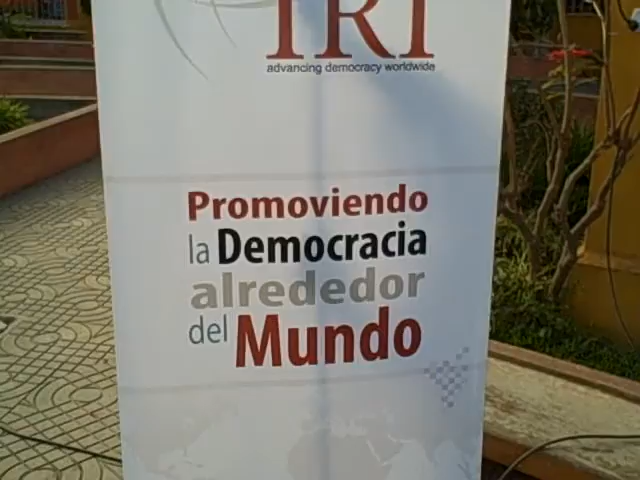 IRI
advancing democracy worldwide
Promoviendo
la Democracia
alrededor
del Mundo